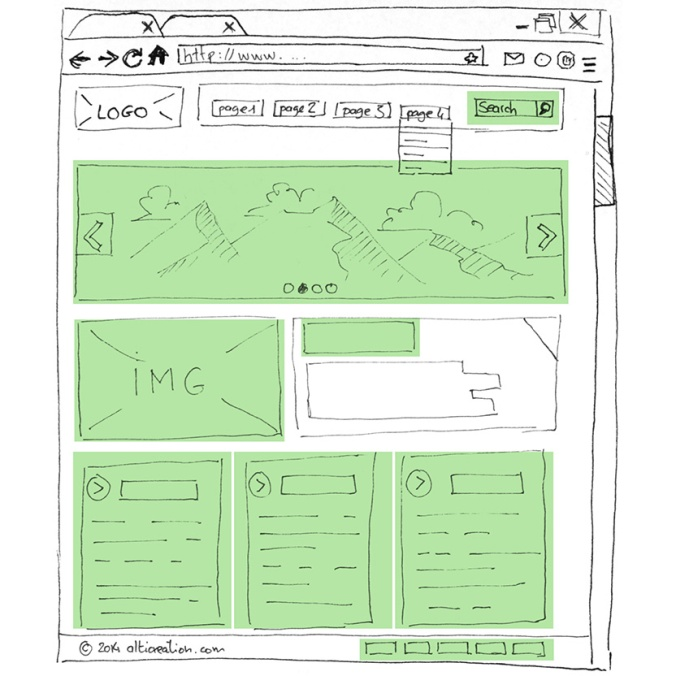 http://www. ...
LOGO
page 1
page 2
page 3
page 4
Search
IMG
© 2014 alticreation.com